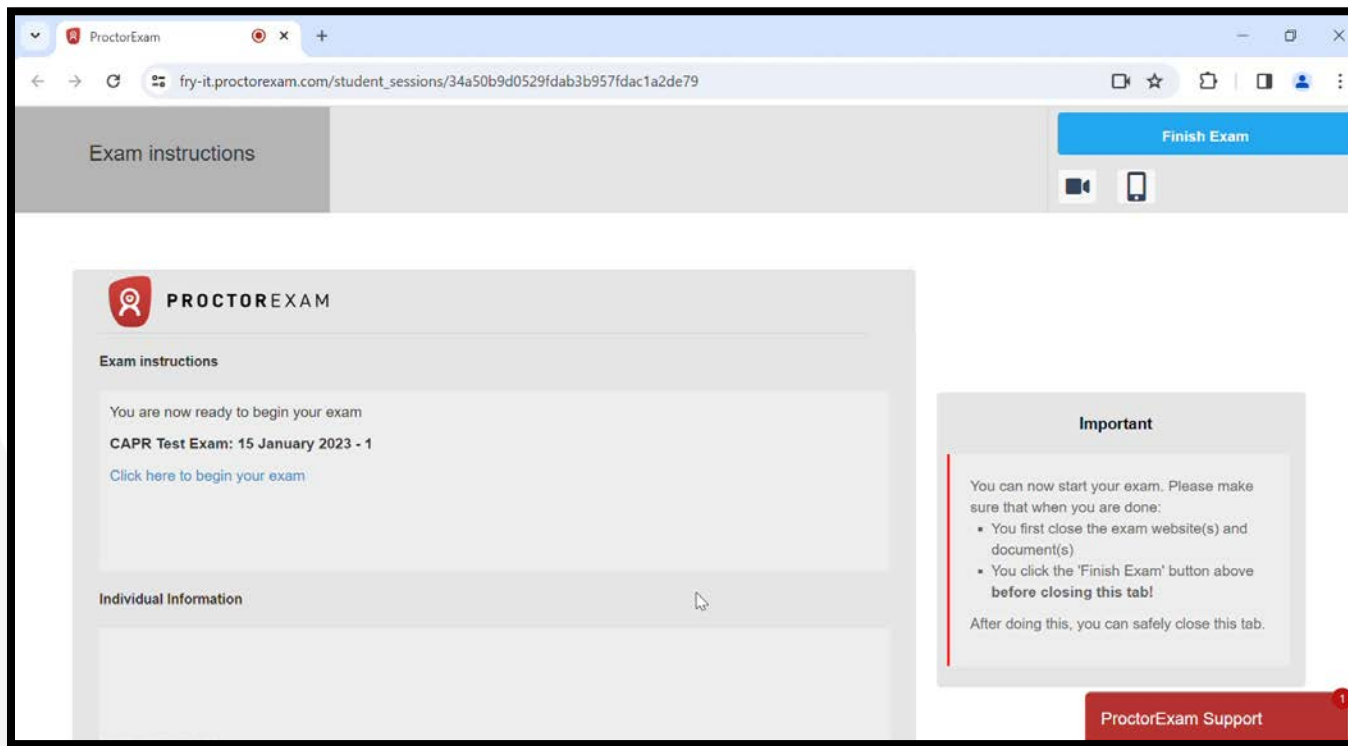 ProctorExam
fry-it.proctorexam.com/student_sessions/34a50b9d0529fdab3b957fdac1a2de79
Exam instructions
Finish Exam
PROCTOREXAM
Exam instructions
You are now ready to begin your exam
CAPR Test Exam: 15 January 2023 - 1
Click here to begin your exam
Individual Information
Important
You can now start your exam. Please make
sure that when you are done:
▪ You first close the exam website(s) and
document(s)
▪ You click the 'Finish Exam' button above
before closing this tab!
After doing this, you can safely close this tab.
1
ProctorExam Support